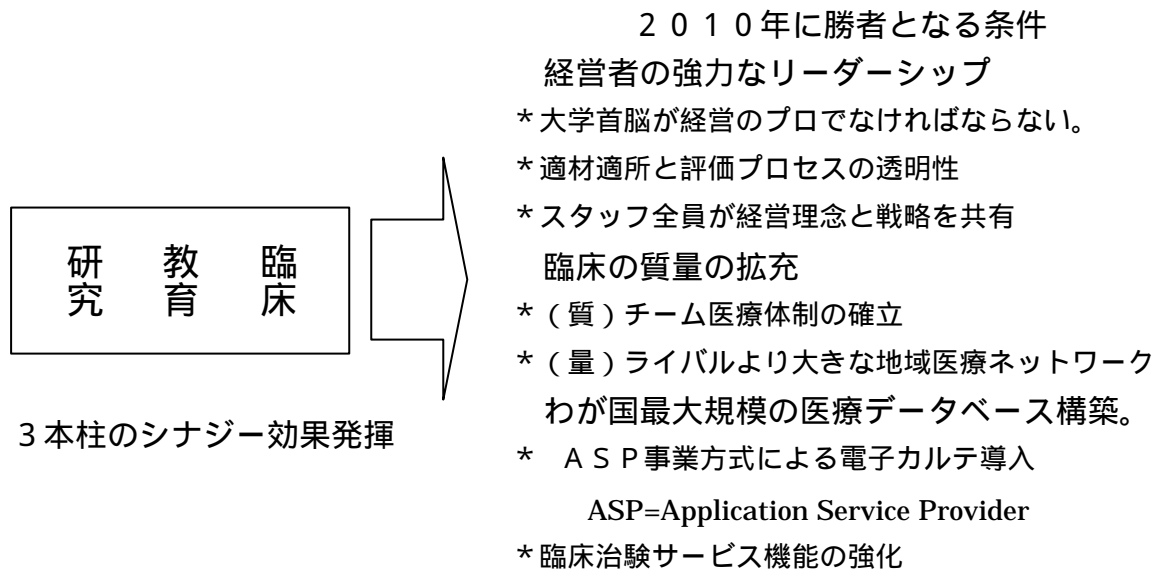 ２０１０年に勝者となる条件
経営者の強力なリーダーシップ
*大学首脳が経営のプロでなければならない。
*適材適所と評価プロセスの透明性
*スタッフ全員が経営理念と戦略を共有
臨床の質量の拡充
*（質）チーム医療体制の確立
*（量）ライバルより大きな地域医療ネットワーク
わが国最大規模の医療データベース構築。
*　ＡＳＰ事業方式による電子カルテ導入
ASP=Application Service Provider
*臨床治験サービス機能の強化
研究　教育　臨床
３本柱のシナジー効果発揮